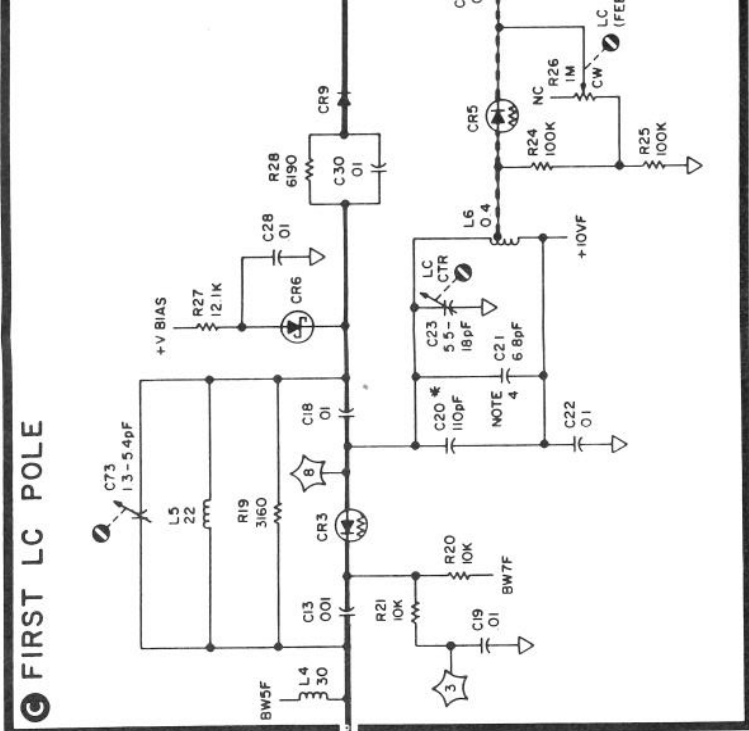 C FIRST LC POLE
C73
1.3-5.4pF
L5
22
R19
3160
BW5F
L4
30
C13
.001
CR3
8
C18
.01
R21
10K
R20
10K
BW7F
3
C19
.01
+V BIAS
R27
12.1K
CR6
C28
.01
R28
6190
C30
.01
CR9
C20*
110pF
NOTE
4
C21
6.8pF
C22
.01
C23
5.5-
18pF
LC
CTR
L6
0.4
+10VF
CR5
R24
100K
R25
100K
NC
R26
1M
CW
LC